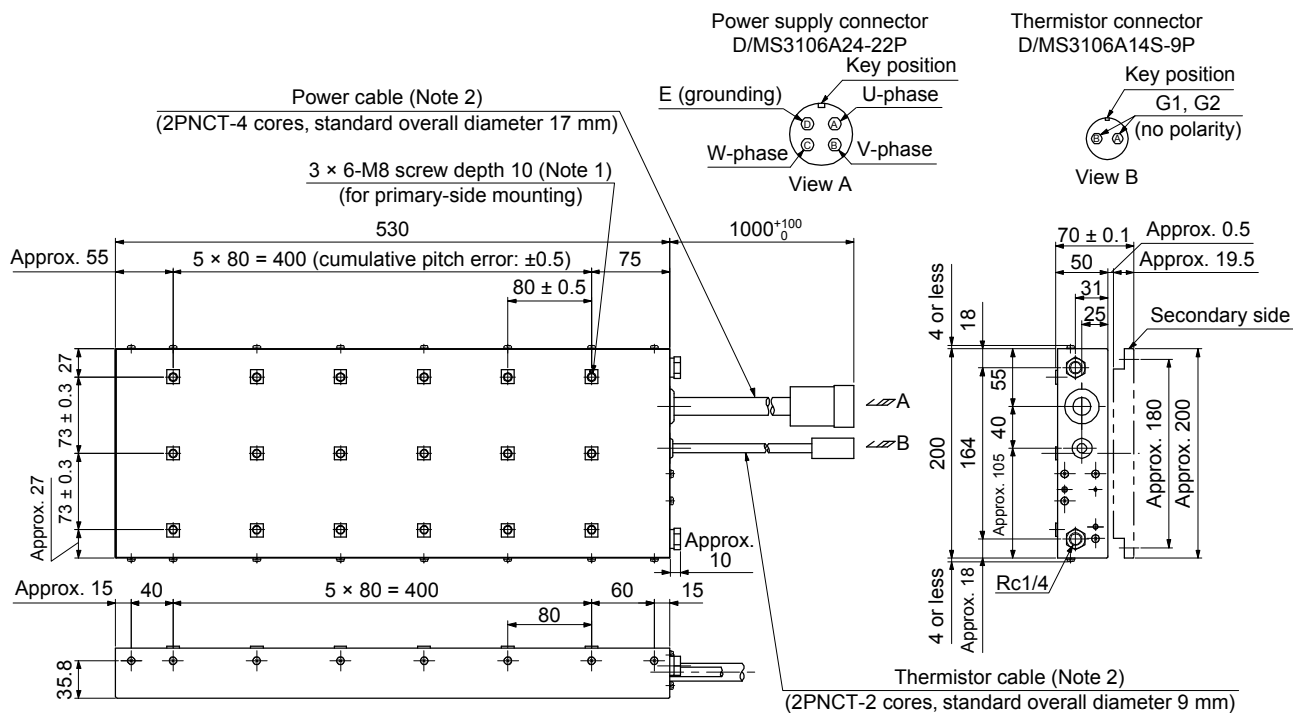 Power supply connector
D/MS3106A24-22P
Thermistor connector
D/MS3106A14S-9P
Key position
E (grounding)
U-phase
W-phase
V-phase
D
A
C
B
View A
Key position
G1, G2
(no polarity)
B
A
View B
Power cable (Note 2)
(2PNCT-4 cores, standard overall diameter 17 mm)
3 × 6-M8 screw depth 10 (Note 1)
(for primary-side mounting)
530
1000 +100 0
Approx. 55
5 × 80 = 400 (cumulative pitch error: ±0.5)
75
80 ± 0.5
27
73 ± 0.3
73 ± 0.3
Approx. 27
A
B
Approx.
10
70 ± 0.1
Approx. 0.5
50
Approx. 19.5
31
25
Secondary side
4 or less
18
55
40
200
164
Approx. 105
Approx. 180
Approx. 200
Rc1/4
4 or less
Approx. 18
Approx. 15
40
5 × 80 = 400
60
15
80
35.8
Thermistor cable (Note 2)
(2PNCT-2 cores, standard overall diameter 9 mm)